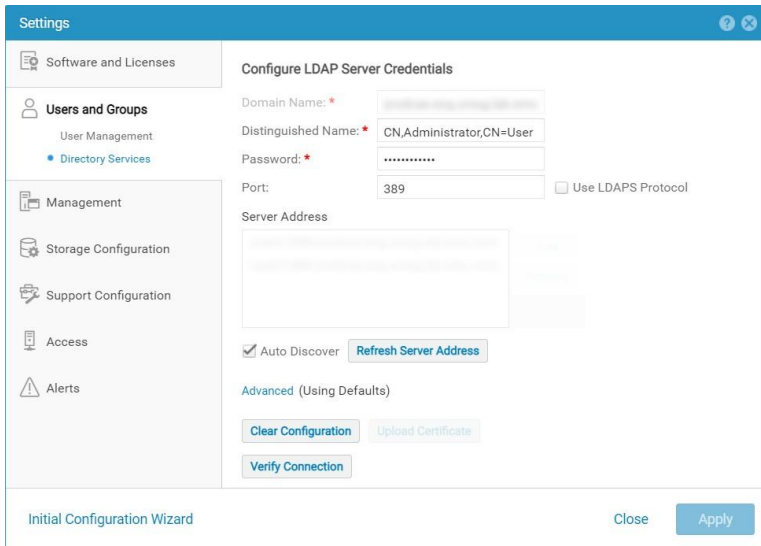 Settings
Software and Licenses
Users and Groups
User Management
Directory Services
Management
Storage Configuration
Support Configuration
Access
Alerts
Configure LDAP Server Credentials
Domain Name: *
Distinguished Name: * CN,Administrator,CN=User
Password: * ••••••••••••
Port: 389 Use LDAPS Protocol
Server Address
Auto Discover Refresh Server Address
Advanced (Using Defaults)
Clear Configuration Upload Certificate
Verify Connection
Initial Configuration Wizard Close Apply